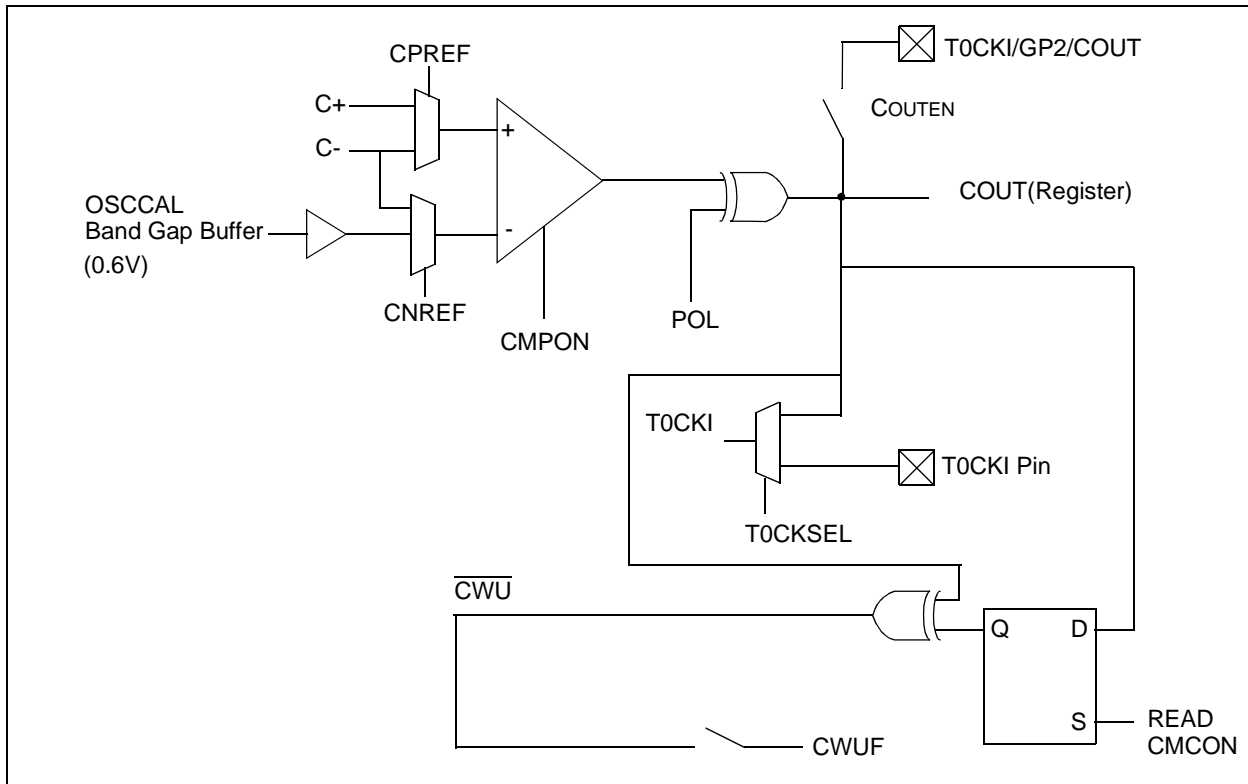 T0CKI/GP2/COUT
CPREF
C+
COUTEN
C-
+
COUT(Register)
OSCCAL
Band Gap Buffer
(0.6V)
-
CNREF
POL
CMPON
T0CKI
T0CKI Pin
T0CKSEL
CWU
Q
D
S
READ
CMCON
CWUF